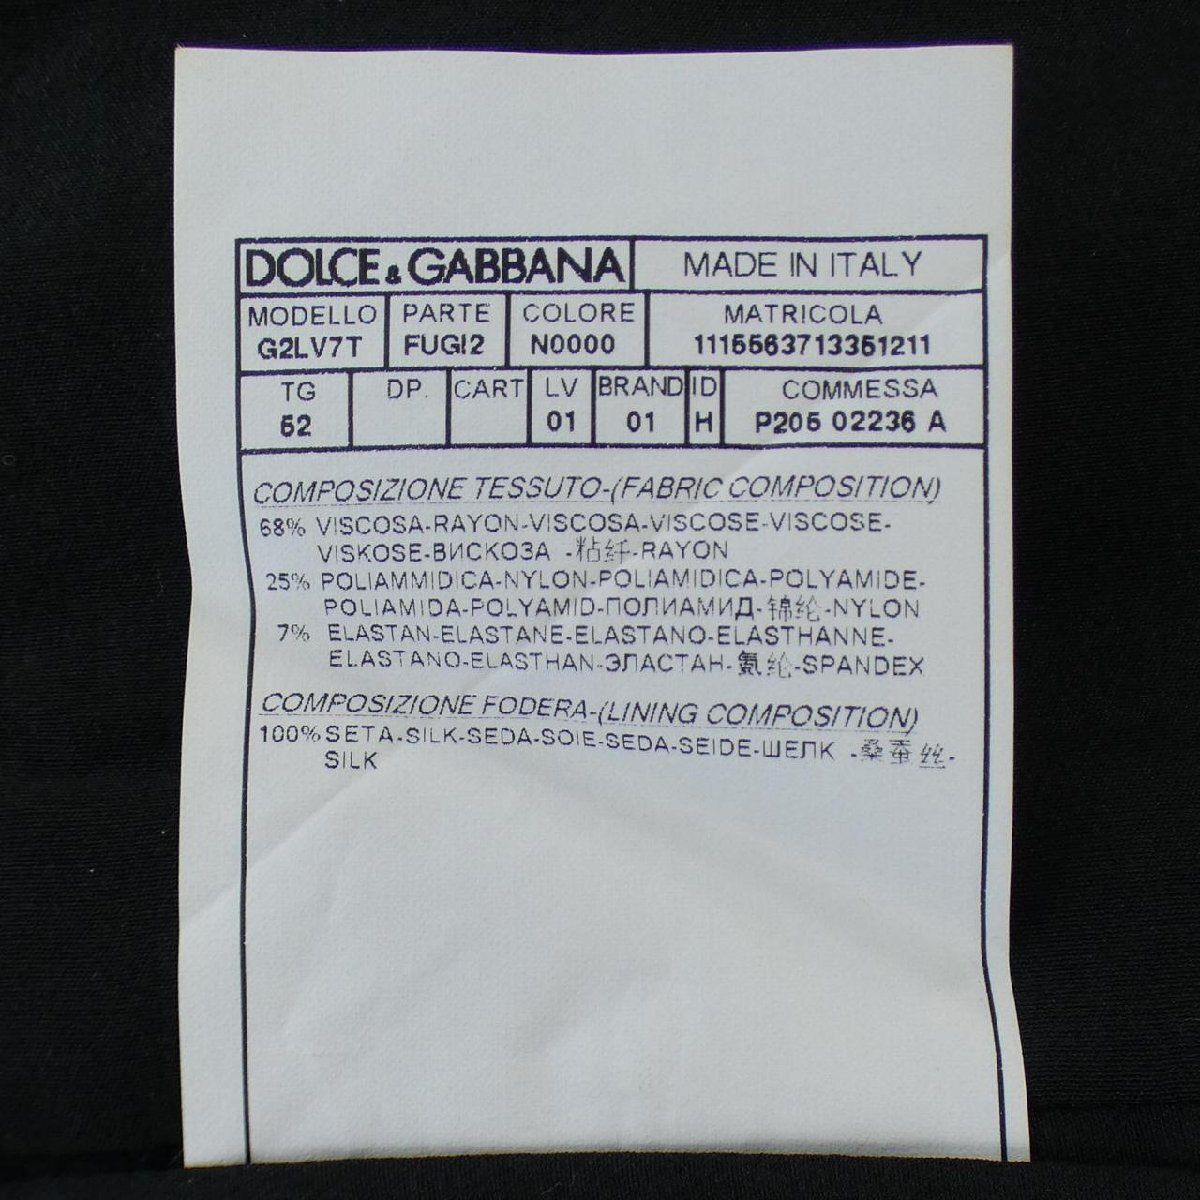 DOLCE & GABBANA MADE IN ITALY
MODELLO PARTE COLORE MATRICOLA
G2LV7T FUGI2 N0000 1115563713351211
TG DP. CART LV BRAND ID COMMESSA
52 01 01 H P205 02236 A
COMPOSIZIONE TESSUTO-(FABRIC COMPOSITION)
68% VISCOSA-RAYON-VISCOSA-VISCOSE-VISCOSE-
VISKOSE-ВИСКОЗА -粘纤-RAYON
25% POLIAMMIDICA-NYLON-POLIAMIDICA-POLYAMIDE-
POLIAMIDA-POLYAMID-ПОЛИАМИД-锦纶-NYLON
7% ELASTAN-ELASTANE-ELASTANO-ELASTHANNE-
ELASTANO-ELASTHAN-ЭЛАСТАН-氨纶-SPANDEX
COMPOSIZIONE FODERA-(LINING COMPOSITION)
100% SETA-SILK-SEDA-SOIE-SEDA-SEIDE-ШЕЛК -桑蚕丝-
SILK